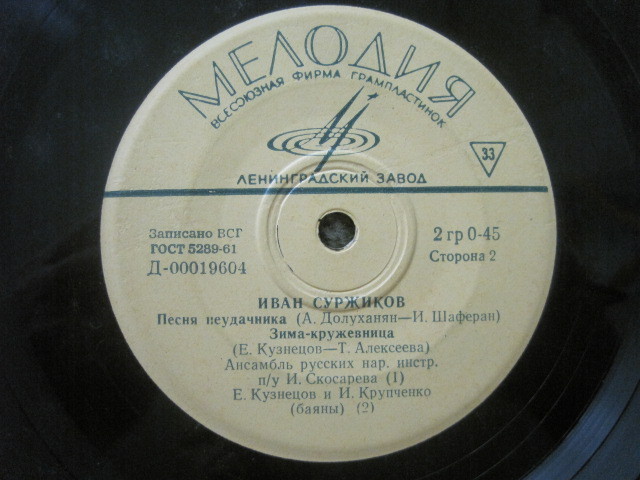 МЕЛОДИЯ
ВСЕСОЮЗНАЯ ФИРМА ГРАМПЛАСТИНОК
33
ЛЕНИНГРАДСКИЙ ЗАВОД
Записано ВСГ
ГОСТ 5289-61
Д-00019604
2 гр 0-45
Сторона 2
ИВАН СУРЖИКОВ
Песня неудачника (А. Долуханян—И. Шаферан)
Зима-кружевница
(Е. Кузнецов—Т. Алексеева)
Ансамбль русских нар. инстр.
п/у И. Скосарева (1)
Е. Кузнецов и И. Крупченко
(баяны) (2)